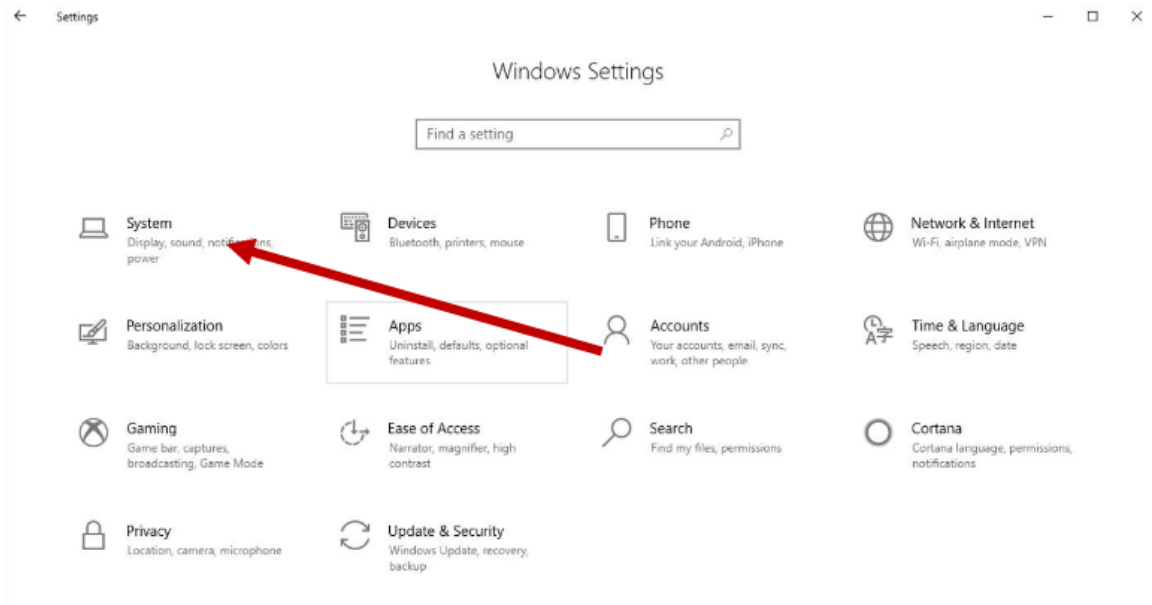 Settings
Windows Settings
Find a setting
System
Display, sound, notifications,
power
Devices
Bluetooth, printers, mouse
Phone
Link your Android, iPhone
Network & Internet
Wi-Fi, airplane mode, VPN
Personalization
Background, lock screen, colors
Apps
Uninstall, defaults, optional
features
Accounts
Your accounts, email, sync,
work, other people
Time & Language
Speech, region, date
Gaming
Game bar, captures,
broadcasting, Game Mode
Ease of Access
Narrator, magnifier, high
contrast
Search
Find my files, permissions
Cortana
Cortana language, permissions,
notifications
Privacy
Location, camera, microphone
Update & Security
Windows Update, recovery,
backup